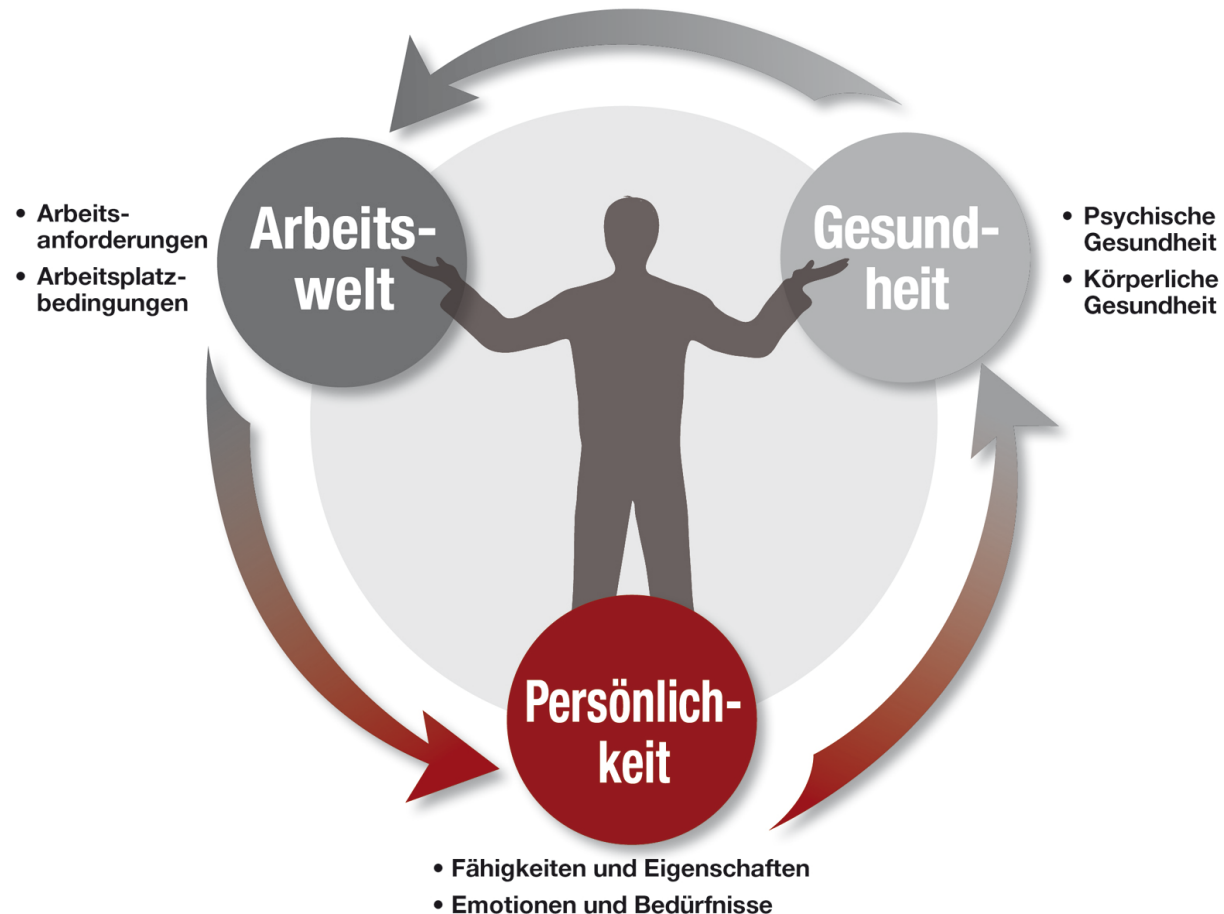 Arbeits-
welt
• Arbeits-
anforderungen
• Arbeitsplatz-
bedingungen
Gesund-
heit
• Psychische
Gesundheit
• Körperliche
Gesundheit
Persönlich-
keit
• Fähigkeiten und Eigenschaften
• Emotionen und Bedürfnisse